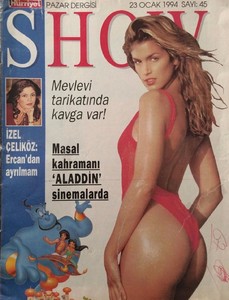 Hürriyet
PAZAR DERGİSİ
23 OCAK 1994 SAYI: 45
SHOW
Mevlevi
tarikatında
kavga var!
İZEL
ÇELİKÖZ:
Ercan'dan
ayrılmam
Masal
kahramanı
'ALADDİN'
sinemalarda